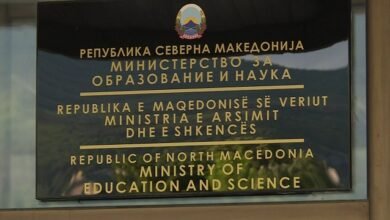 РЕПУБЛИКА СЕВЕРНА МАКЕДОНИЈА
МИНИСТЕРСТВО ЗА
ОБРАЗОВАНИЕ И НАУКА
REPUBLIKA E MAQEDONISË SË VERIUT
MINISTRIA E ARSIMIT
DHE E SHKENCËS
REPUBLIC OF NORTH MACEDONIA
MINISTRY OF
EDUCATION AND SCIENCE